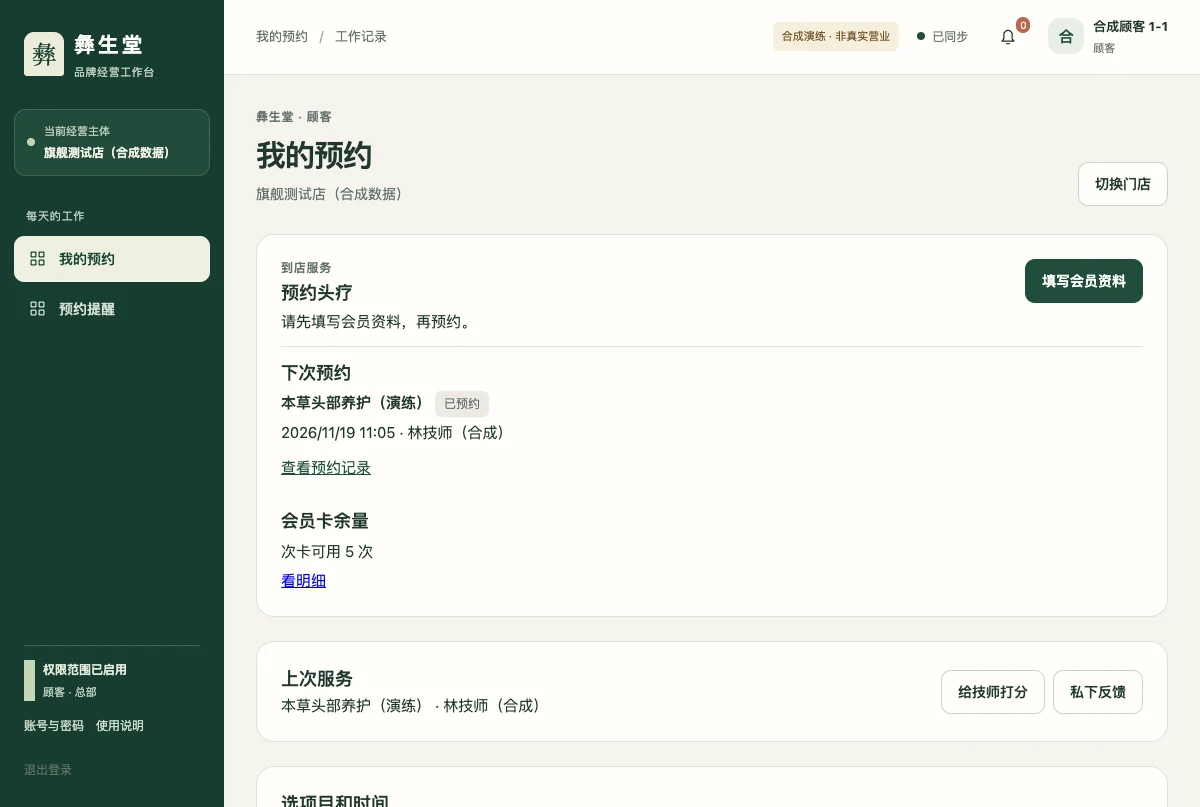 彝
彝生堂
品牌经营工作台
当前经营主体
旗舰测试店（合成数据）
每天的工作
我的预约
预约提醒
权限范围已启用
顾客 · 总部
账号与密码 使用说明
退出登录
我的预约 / 工作记录
合成演练 · 非真实营业
已同步
0
合
合成顾客 1-1
顾客
彝生堂 · 顾客
我的预约
旗舰测试店（合成数据）
切换门店
到店服务
预约头疗
请先填写会员资料，再预约。
填写会员资料
下次预约
本草头部养护（演练） 已预约
2026/11/19 11:05 · 林技师（合成）
查看预约记录
会员卡余量
次卡可用 5 次
看明细
上次服务
本草头部养护（演练） · 林技师（合成）
给技师打分
私下反馈
选项目和时间